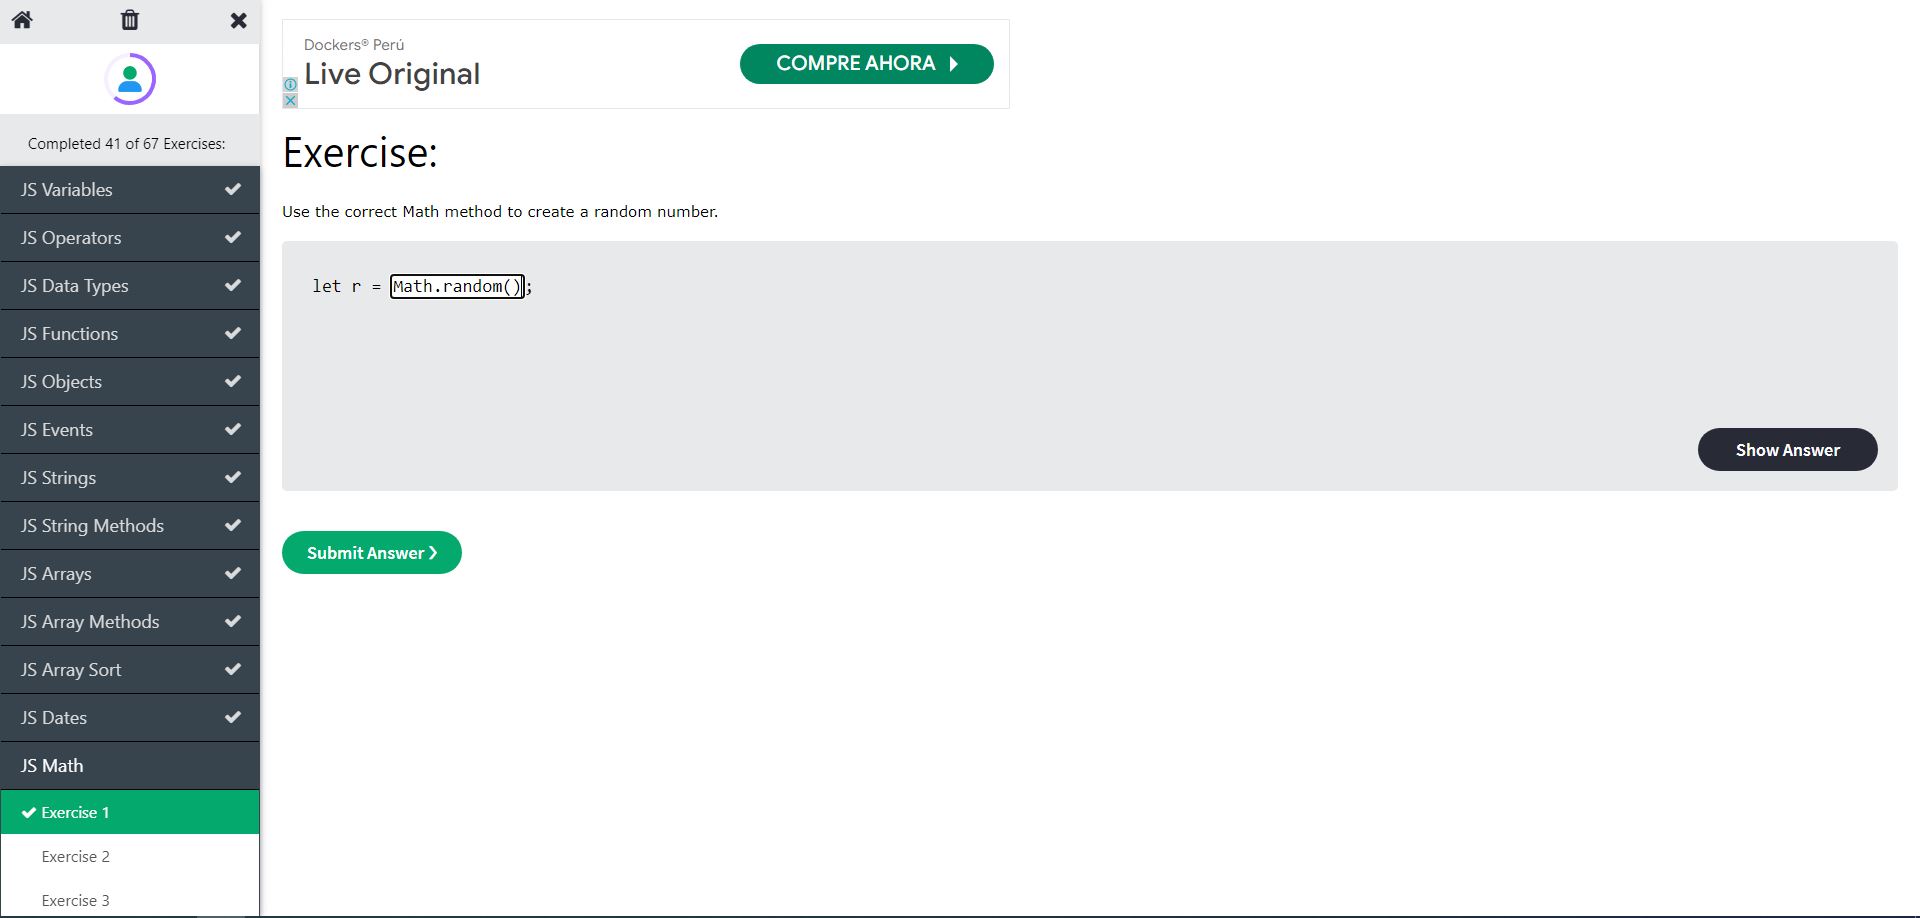 Completed 41 of 67 Exercises:
JS Variables
JS Operators
JS Data Types
JS Functions
JS Objects
JS Events
JS Strings
JS String Methods
JS Arrays
JS Array Methods
JS Array Sort
JS Dates
JS Math
Exercise 1
Exercise 2
Exercise 3
Dockers® Perú
Live Original
COMPRE AHORA
Exercise:
Use the correct Math method to create a random number.
let r = Math.random();
Show Answer
Submit Answer ❯